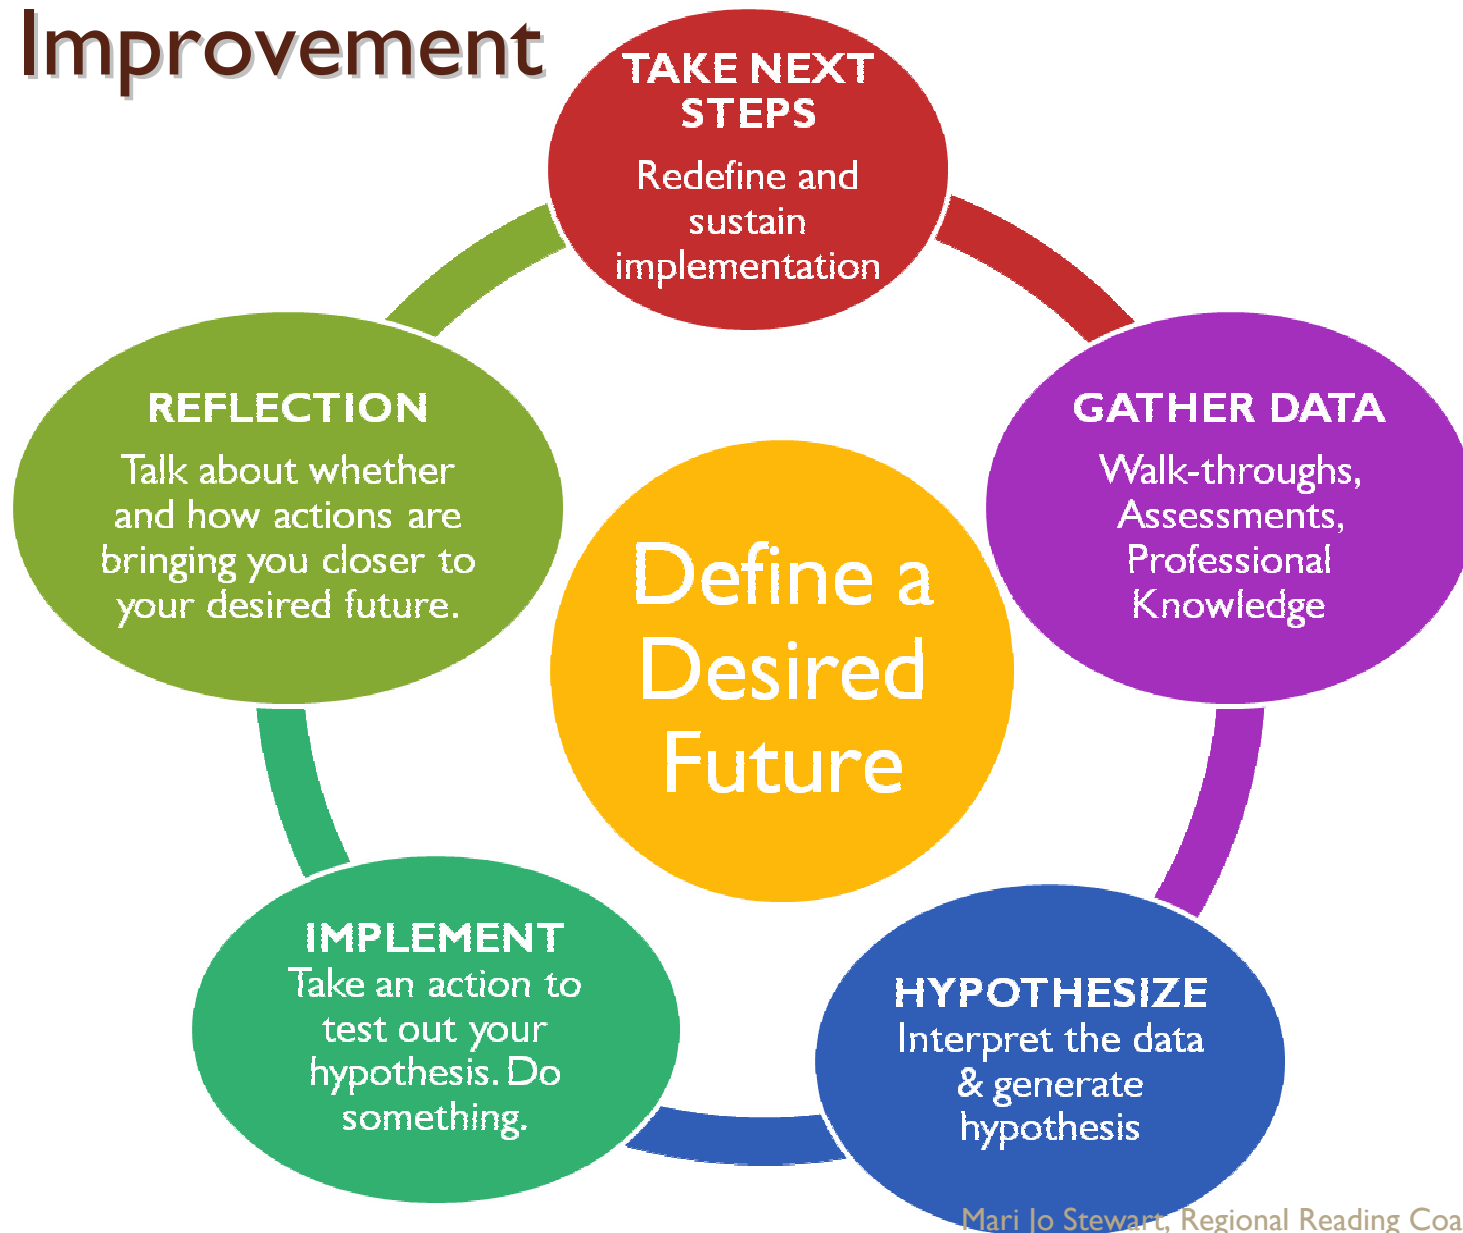 Improvement
TAKE NEXT
STEPS
Redefine and
sustain
implementation
GATHER DATA
Walk-throughs,
Assessments,
Professional
Knowledge
HYPOTHESIZE
Interpret the data
& generate
hypothesis
IMPLEMENT
Take an action to
test out your
hypothesis. Do
something.
REFLECTION
Talk about whether
and how actions are
bringing you closer to
your desired future.
Define a
Desired
Future
Mari Jo Stewart, Regional Reading Coa